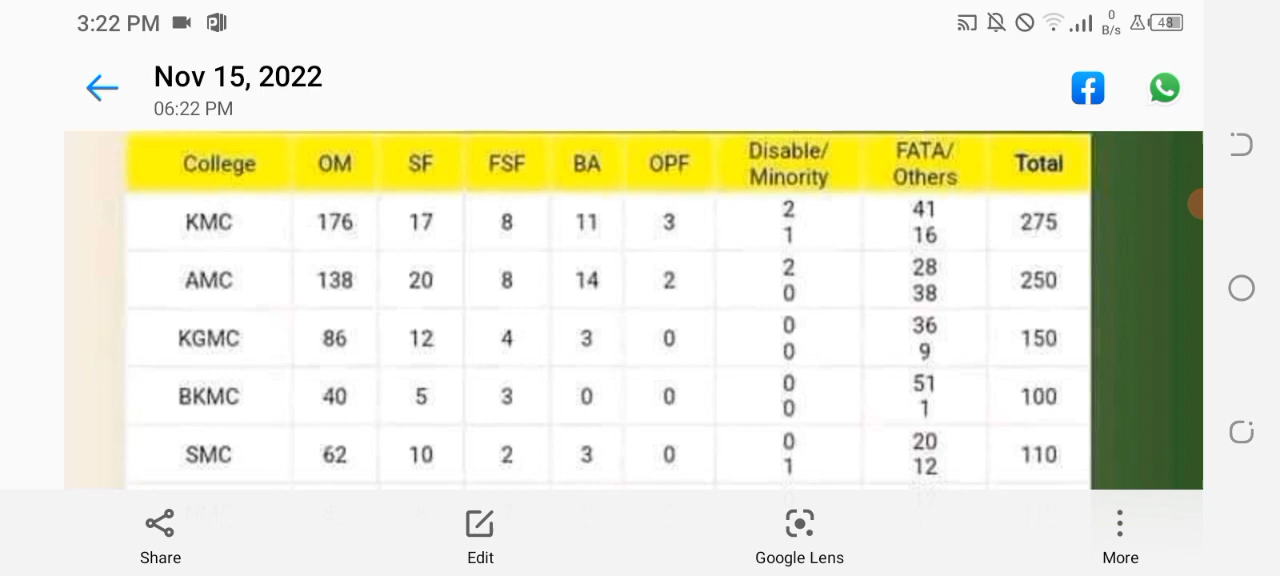 3:22 PM
0
B/s
48
Nov 15, 2022
06:22 PM
College OM SF FSF BA OPF Disable/ Minority FATA/ Others Total
KMC 176 17 8 11 3 2 1 41 16 275
AMC 138 20 8 14 2 2 0 28 38 250
KGMC 86 12 4 3 0 0 0 36 9 150
BKMC 40 5 3 0 0 0 0 51 1 100
SMC 62 10 2 3 0 0 1 20 12 110
Share Edit Google Lens More